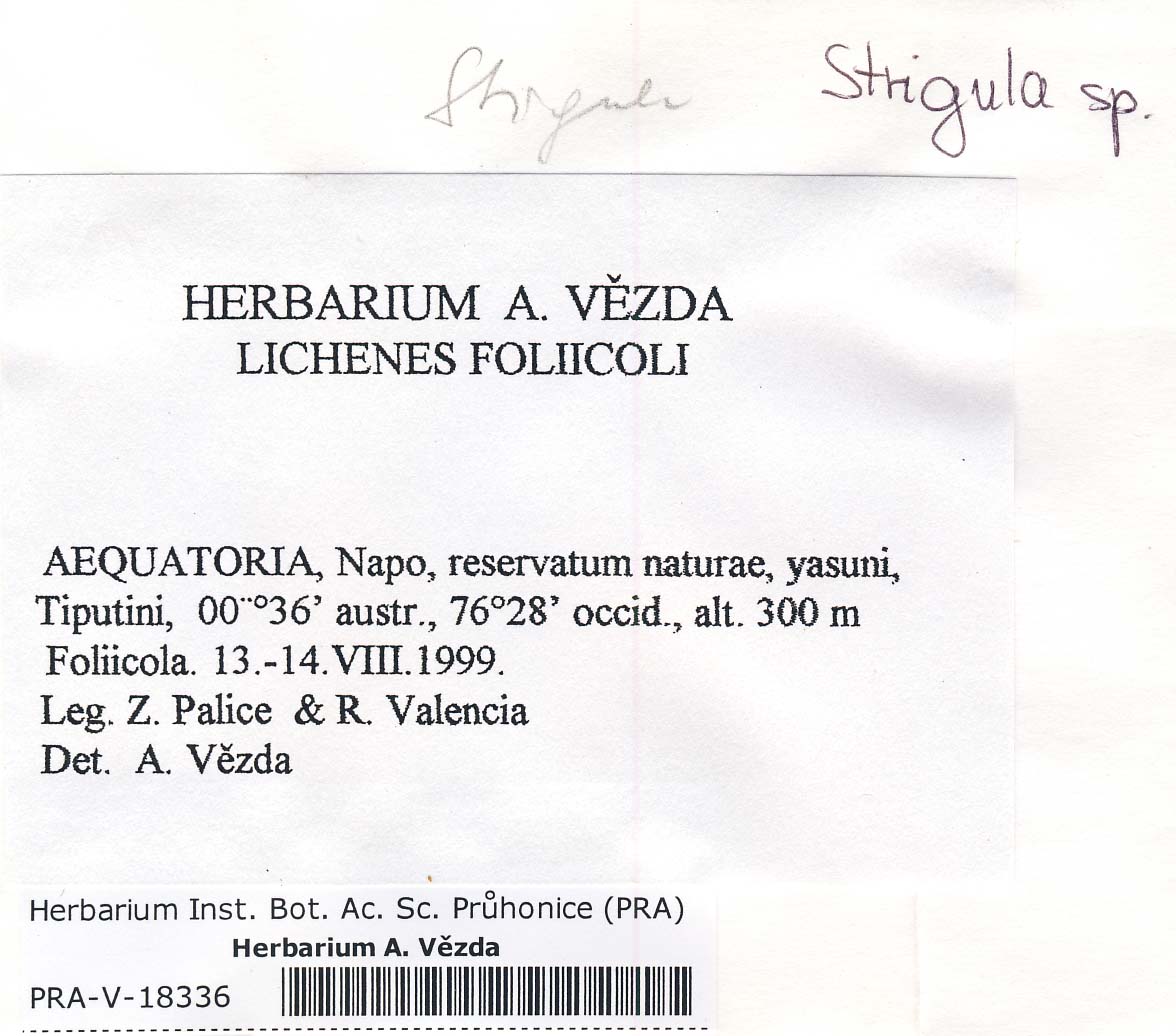 Strigula
Strigula sp.
HERBARIUM A. VĚZDA
LICHENES FOLIICOLI
AEQUATORIA, Napo, reservatum naturae, yasuni,
Tiputini, 00¨°36’ austr., 76°28’ occid., alt. 300 m
Foliicola. 13.-14.VIII.1999.
Leg. Z. Palice & R. Valencia
Det. A. Vězda
Herbarium Inst. Bot. Ac. Sc. Průhonice (PRA)
Herbarium A. Vězda
PRA-V-18336